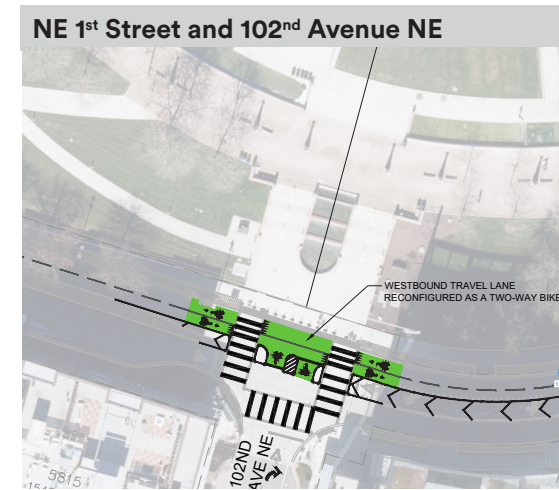 NE 1st Street and 102nd Avenue NE
WESTBOUND TRAVEL LANE
RECONFIGURED AS A TWO-WAY BIKE
102ND
AVE NE
5815